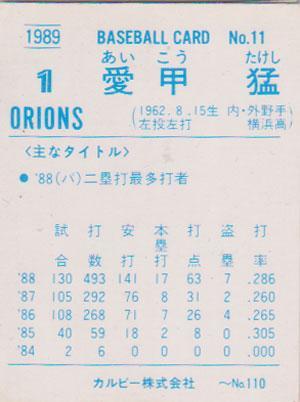 1989 BASEBALL CARD No.11
あい こう たけし
1 愛甲 猛
ORIONS (1962.8.15生 内・外野手
左投左打 横浜高)
〈主なタイトル〉
●'88(パ)二塁打最多打者
試合 打数 安打 本塁打 打点 盗塁 打率
'88 130 493 141 17 63 7 .286
'87 105 292 76 8 31 2 .260
'86 108 268 71 7 26 4 .265
'85 40 59 18 2 8 0 .305
'84 2 6 0 0 0 0 .000
カルビー株式会社 〜No.110